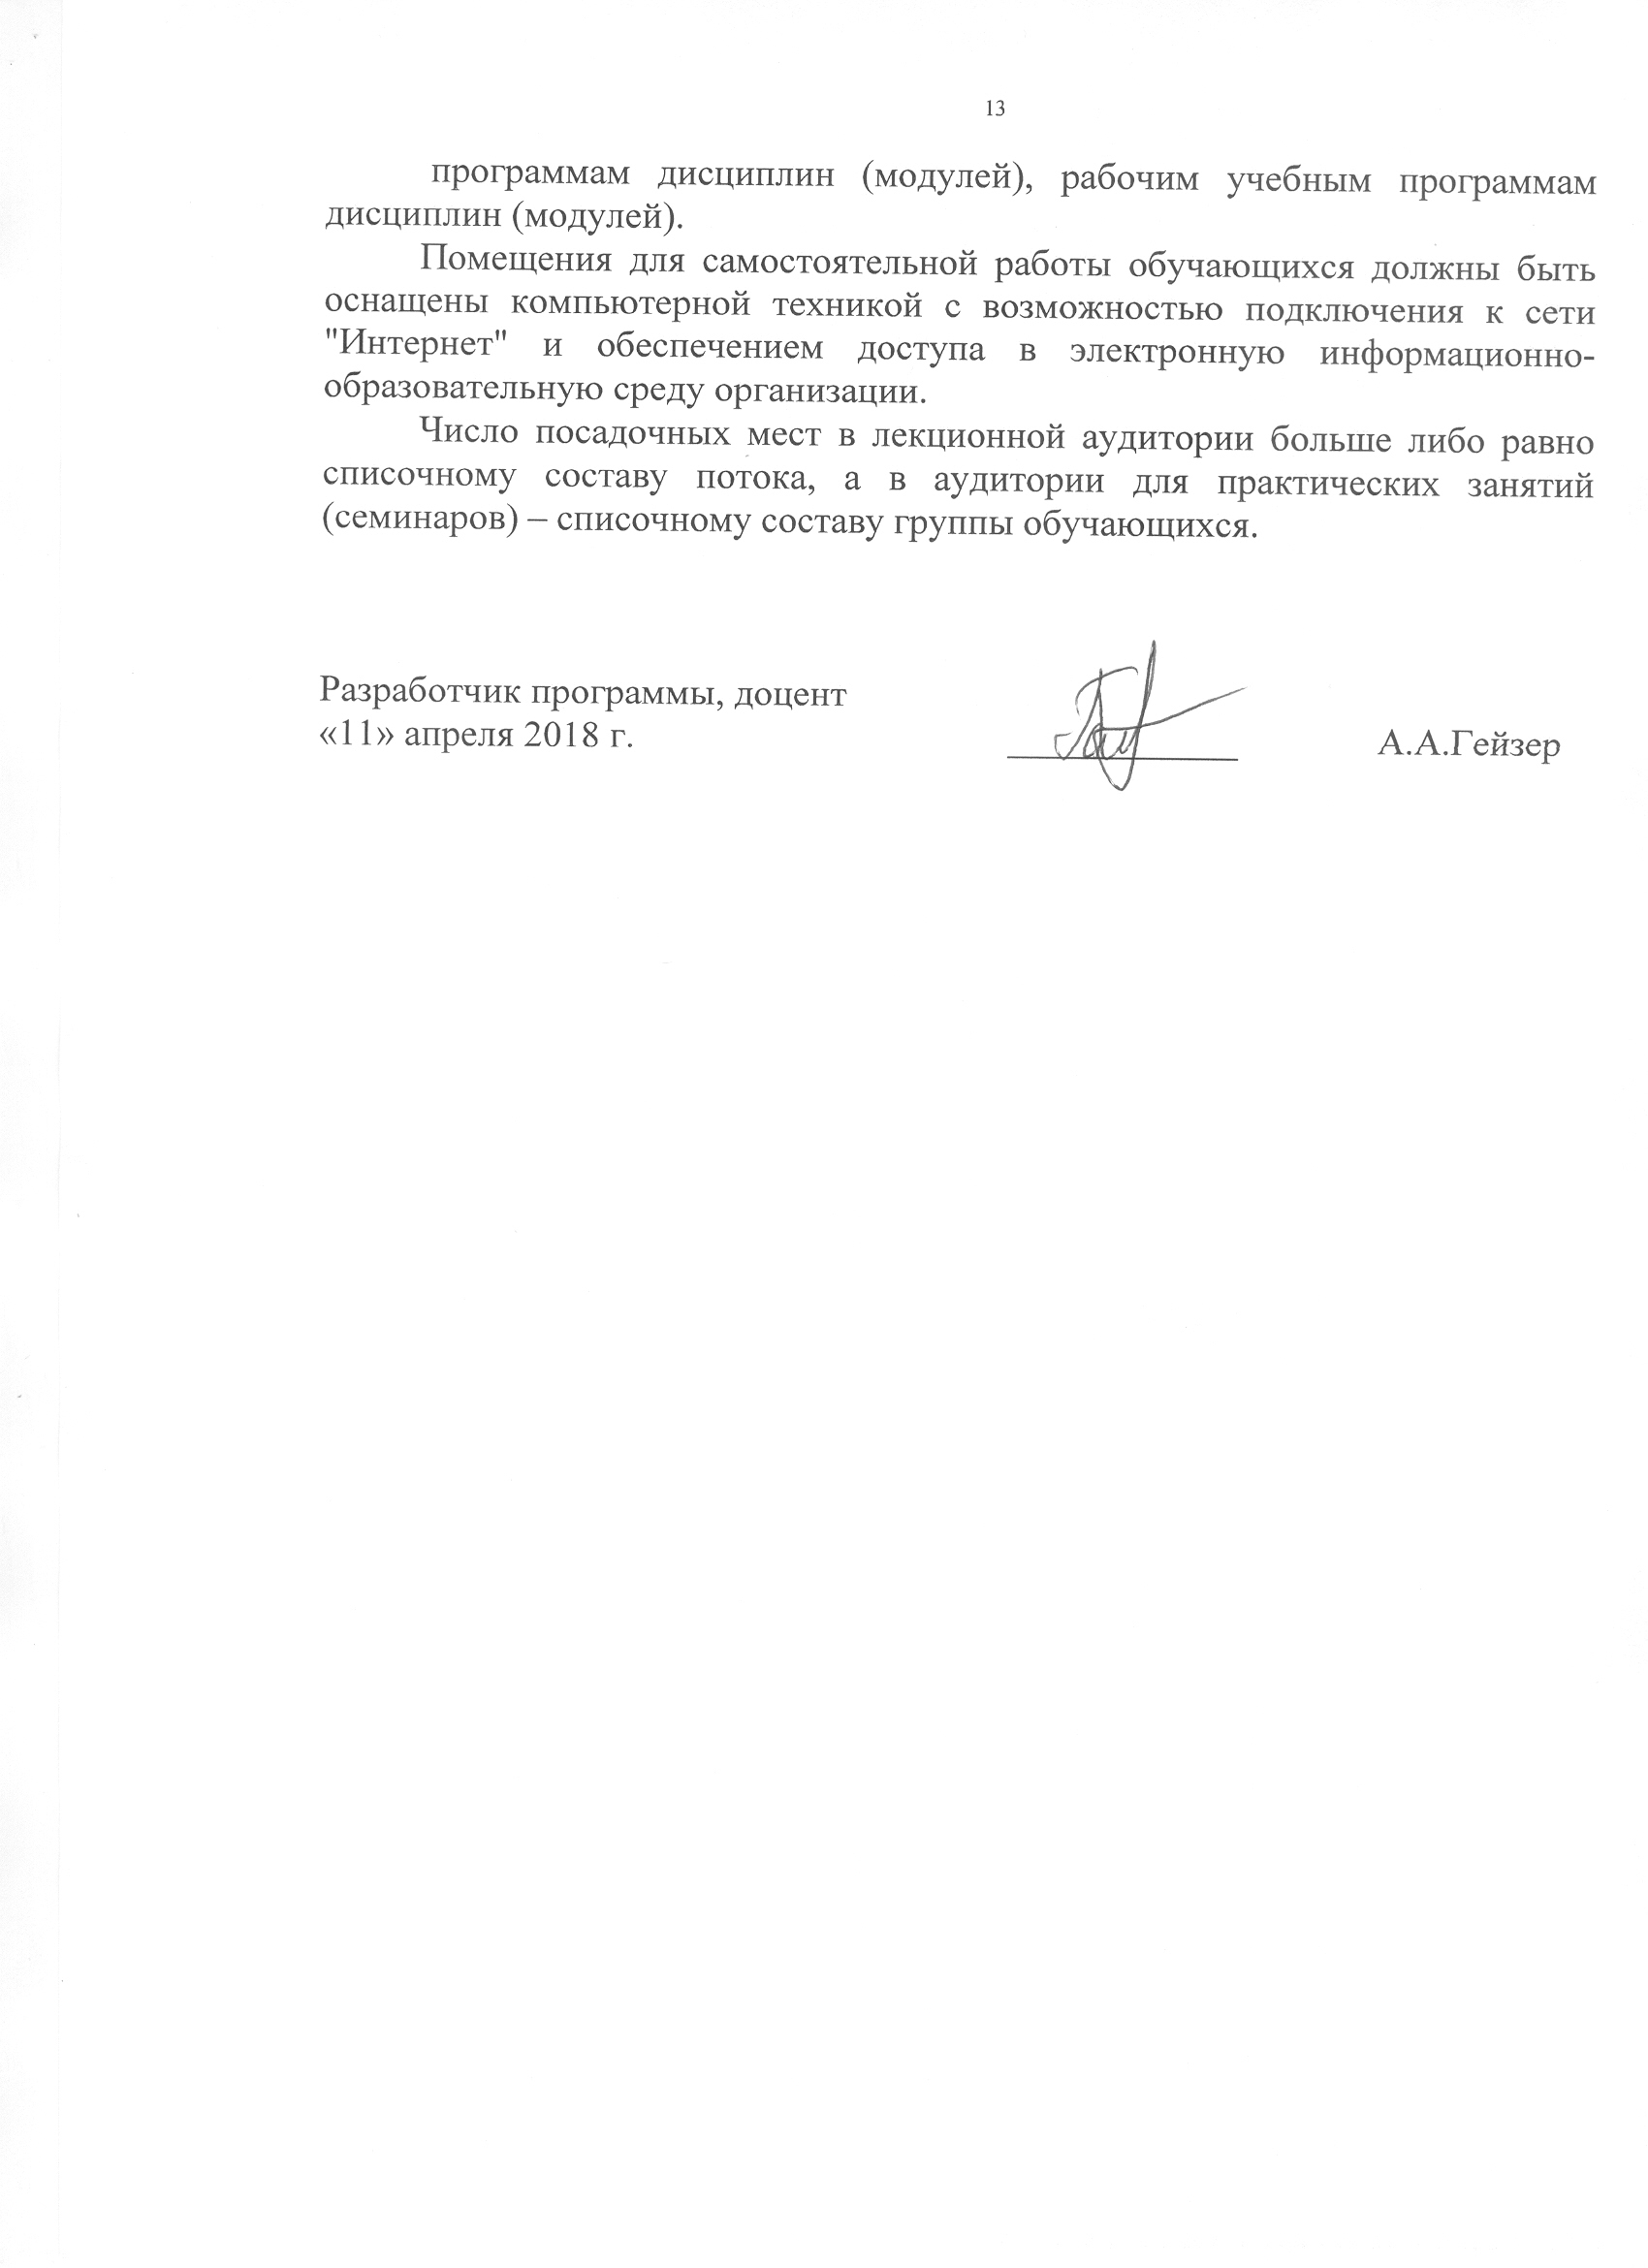 13
программам дисциплин (модулей), рабочим учебным программам
дисциплин (модулей).
Помещения для самостоятельной работы обучающихся должны быть
оснащены компьютерной техникой с возможностью подключения к сети
"Интернет" и обеспечением доступа в электронную информационно-
образовательную среду организации.
Число посадочных мест в лекционной аудитории больше либо равно
списочному составу потока, а в аудитории для практических занятий
(семинаров) – списочному составу группы обучающихся.
Разработчик программы, доцент
«11» апреля 2018 г.
А.А.Гейзер